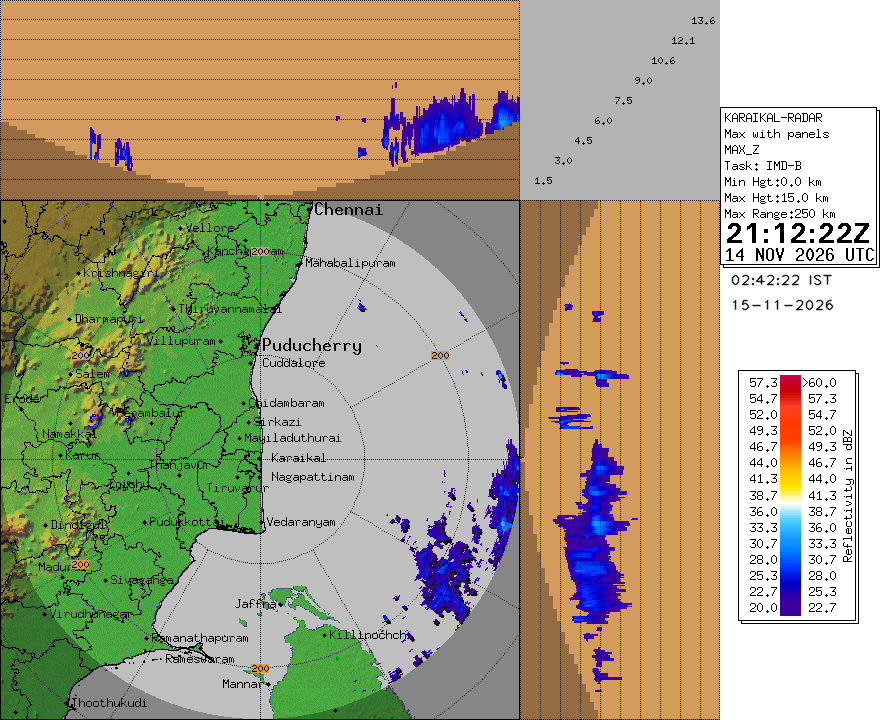 13.6
12.1
10.6
9.0
7.5
6.0
4.5
3.0
1.5
KARAIKAL-RADAR
Max with panels
MAX_Z
Task: IMD-B
Min Hgt:0.0 km
Max Hgt:15.0 km
Max Range:250 km
21:12:22Z
14 NOV 2026 UTC
02:42:22 IST
15-11-2026
57.3 >60.0
54.7 57.3
52.0 54.7
49.3 52.0
46.7 49.3
44.0 46.7
41.3 44.0
38.7 41.3
36.0 38.7
33.3 36.0
30.7 33.3
28.0 30.7
25.3 28.0
22.7 25.3
20.0 22.7
Reflectivity in dBZ
Chennai
Vellore
200
Mahabalipuram
Krishnagiri
Thiruvannamalai
Dharmapuri
Villupuram
Puducherry
200
200
Cuddalore
Salem
Erode
Chidambaram
Perambalur
Sirkazi
Namakkal
Mayiladuthurai
Karur
Karaikal
Thanjavur
Nagapattinam
Tiruvarur
Dindigul
Pudukkottai
Vedaranyam
200
Madurai
Sivaganga
Jaffna
Virudhunagar
Ramanathapuram
Killinochchi
Rameswaram
200
Mannar
Thoothukudi